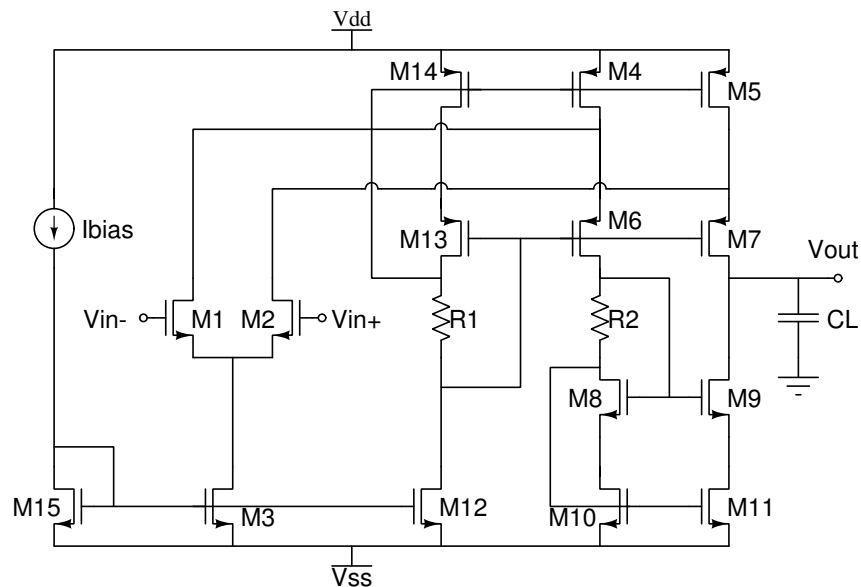 Vdd
M14
M4
M5
Ibias
M13
M6
M7
Vout
Vin-
M1
M2
Vin+
R1
R2
CL
M8
M9
M15
M3
M12
M10
M11
Vss